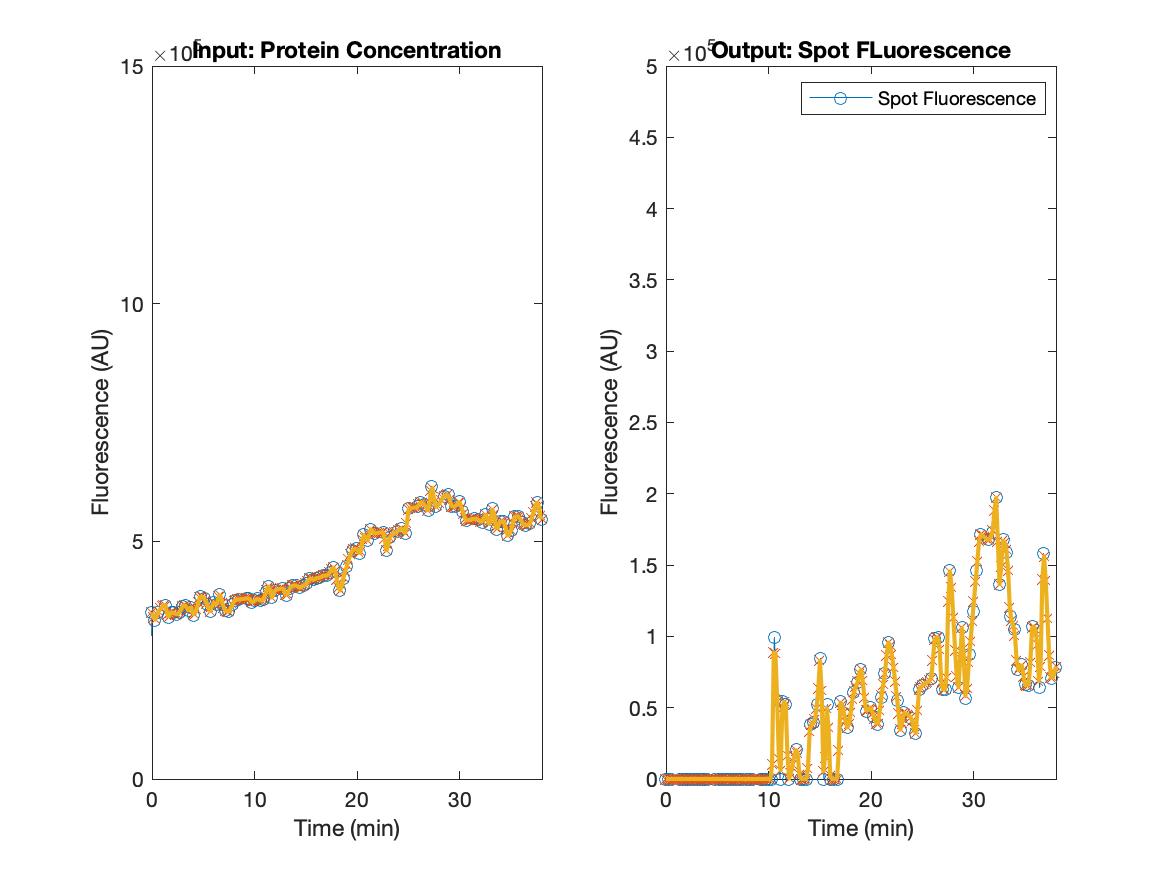 ×10⁵
Input: Protein Concentration
15
10
5
0
0 10 20 30
Time (min)
Fluorescence (AU)
×10⁵
Output: Spot FLuorescence
Spot Fluorescence
5
4.5
4
3.5
3
2.5
2
1.5
1
0.5
0
0 10 20 30
Time (min)
Fluorescence (AU)